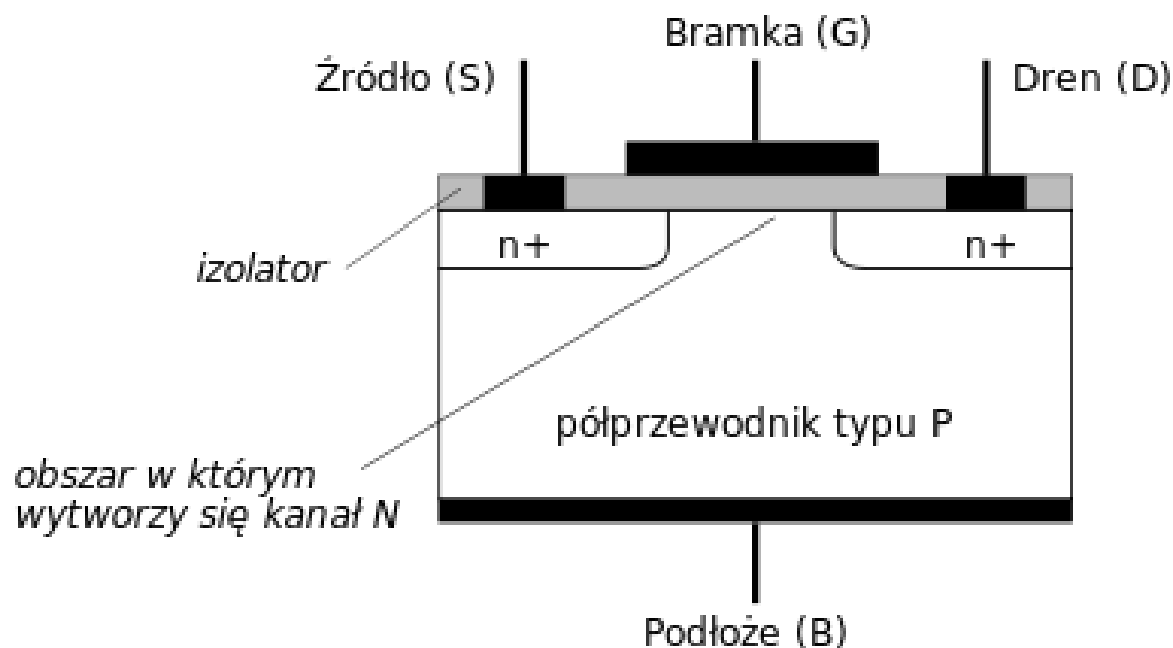 Bramka (G)
Źródło (S)
Dren (D)
n+
n+
izolator
półprzewodnik typu P
obszar w którym
wytworzy się kanał N
Podłoże (B)